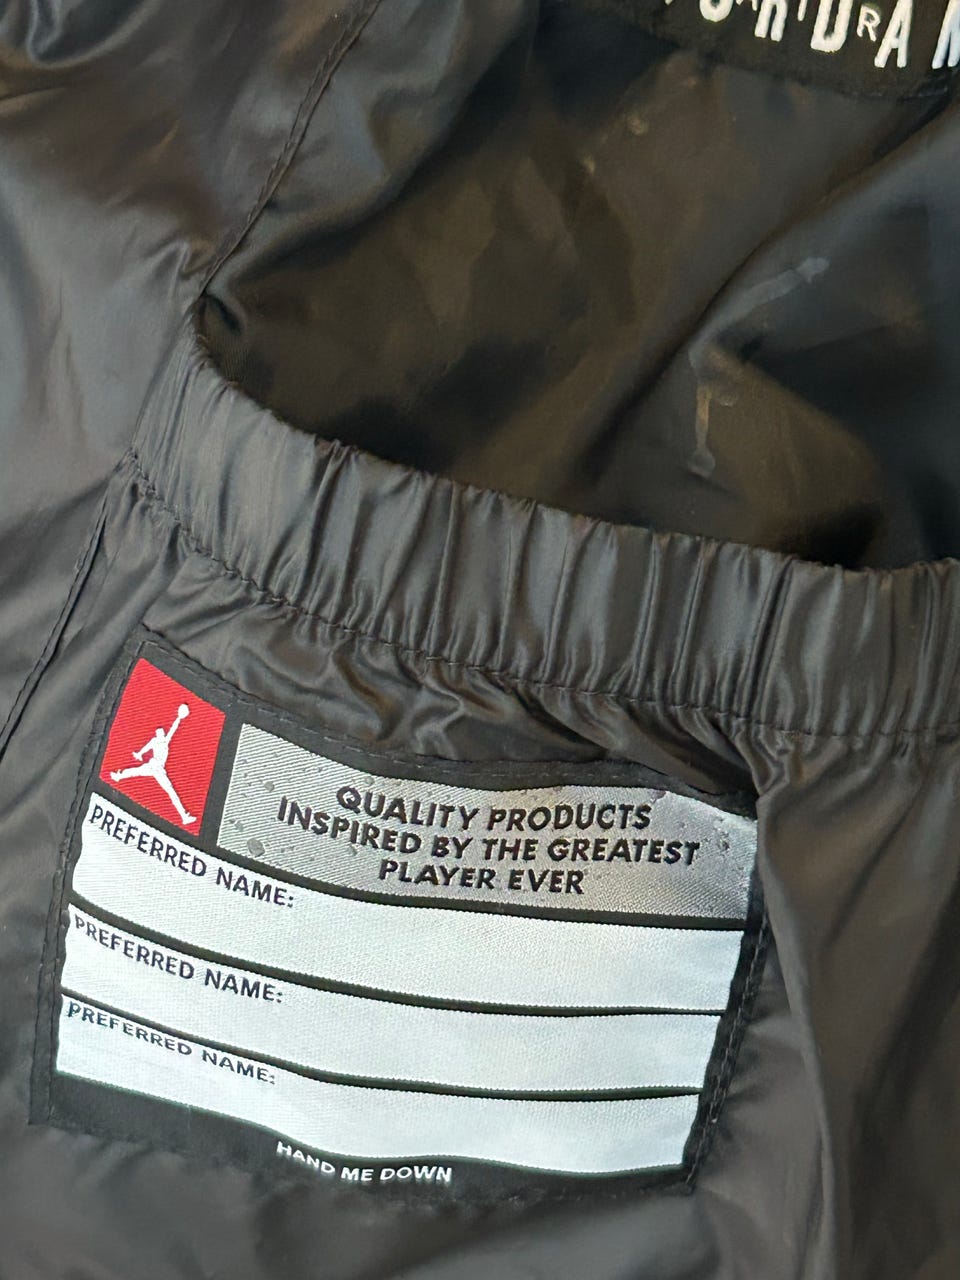 QUALITY PRODUCTS
INSPIRED BY THE GREATEST
PLAYER EVER
PREFERRED NAME:
PREFERRED NAME:
PREFERRED NAME:
HAND ME DOWN